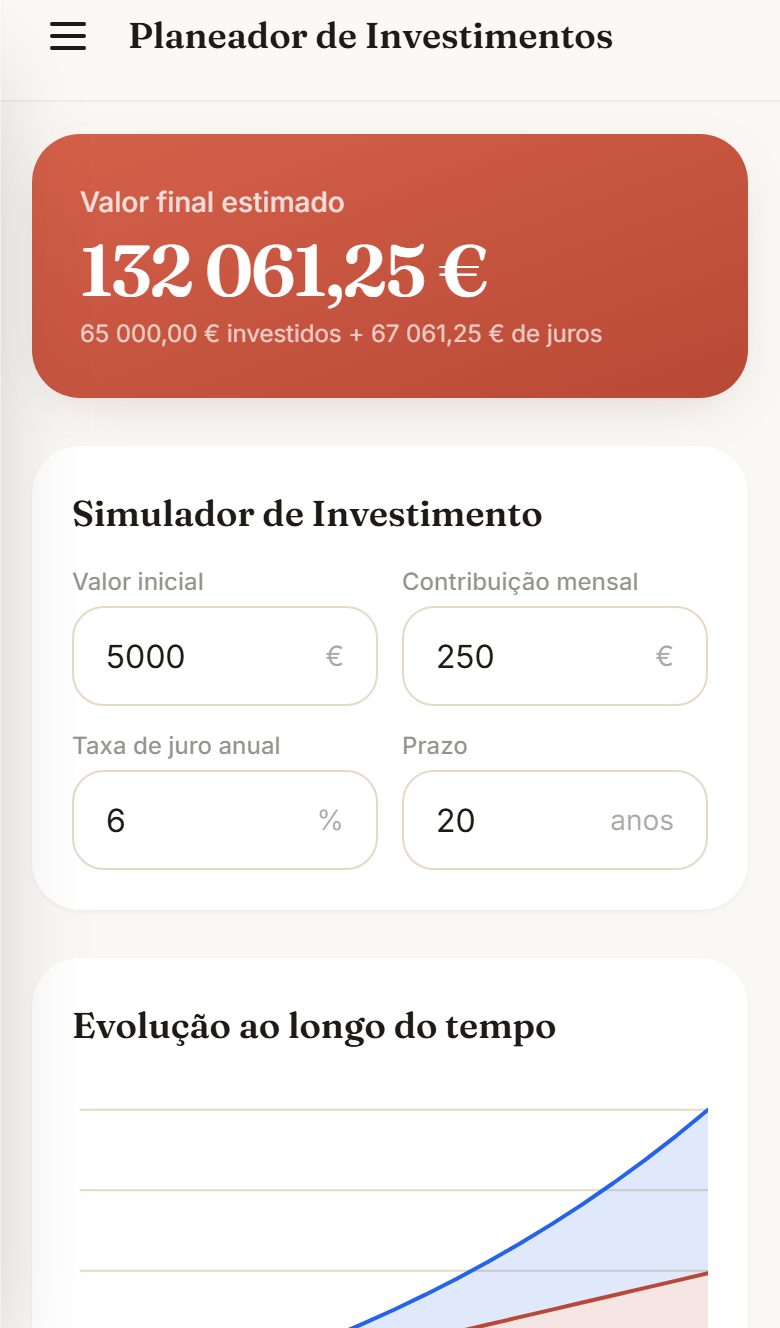 Planeador de Investimentos
Valor final estimado
132 061,25 €
65 000,00 € investidos + 67 061,25 € de juros
Simulador de Investimento
Valor inicial
Contribuição mensal
5000 €
250 €
Taxa de juro anual
Prazo
6 %
20 anos
Evolução ao longo do tempo